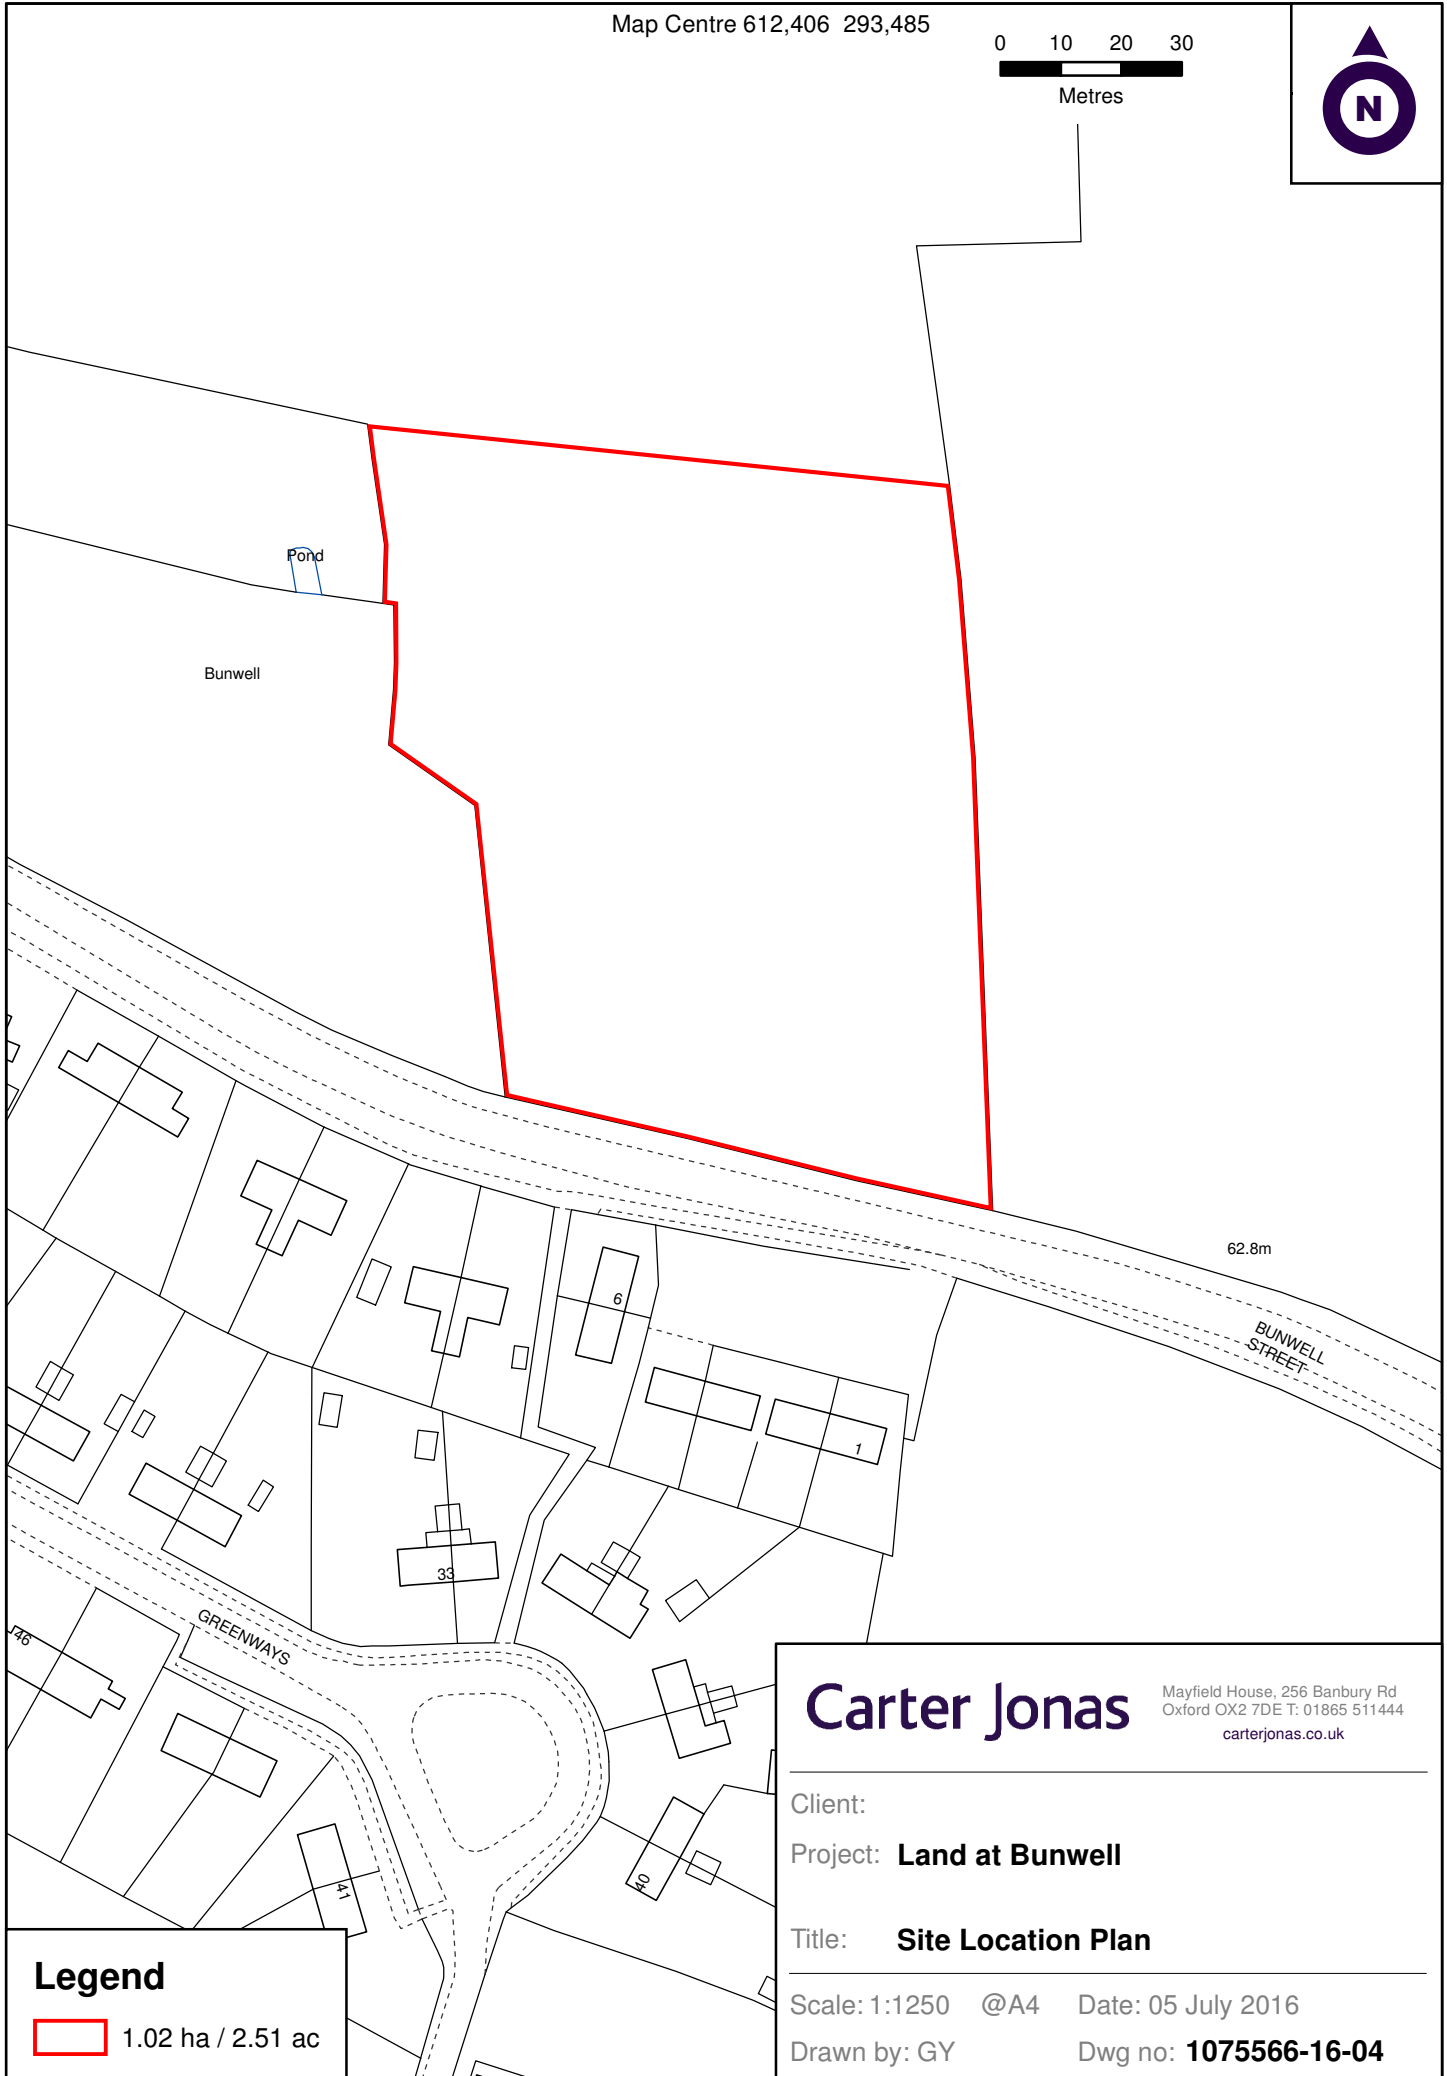 Map Centre 612,406 293,485
0 10 20 30
Metres
N
Pond
Bunwell
62.8m
BUNWELL
STREET
6
1
33
GREENWAYS
46
41
40
Carter Jonas
Mayfield House, 256 Banbury Rd
Oxford OX2 7DE T: 01865 511444
carterjonas.co.uk
Client:
Project: Land at Bunwell
Title: Site Location Plan
Scale: 1:1250 @A4 Date: 05 July 2016
Drawn by: GY Dwg no: 1075566-16-04
Legend
1.02 ha / 2.51 ac